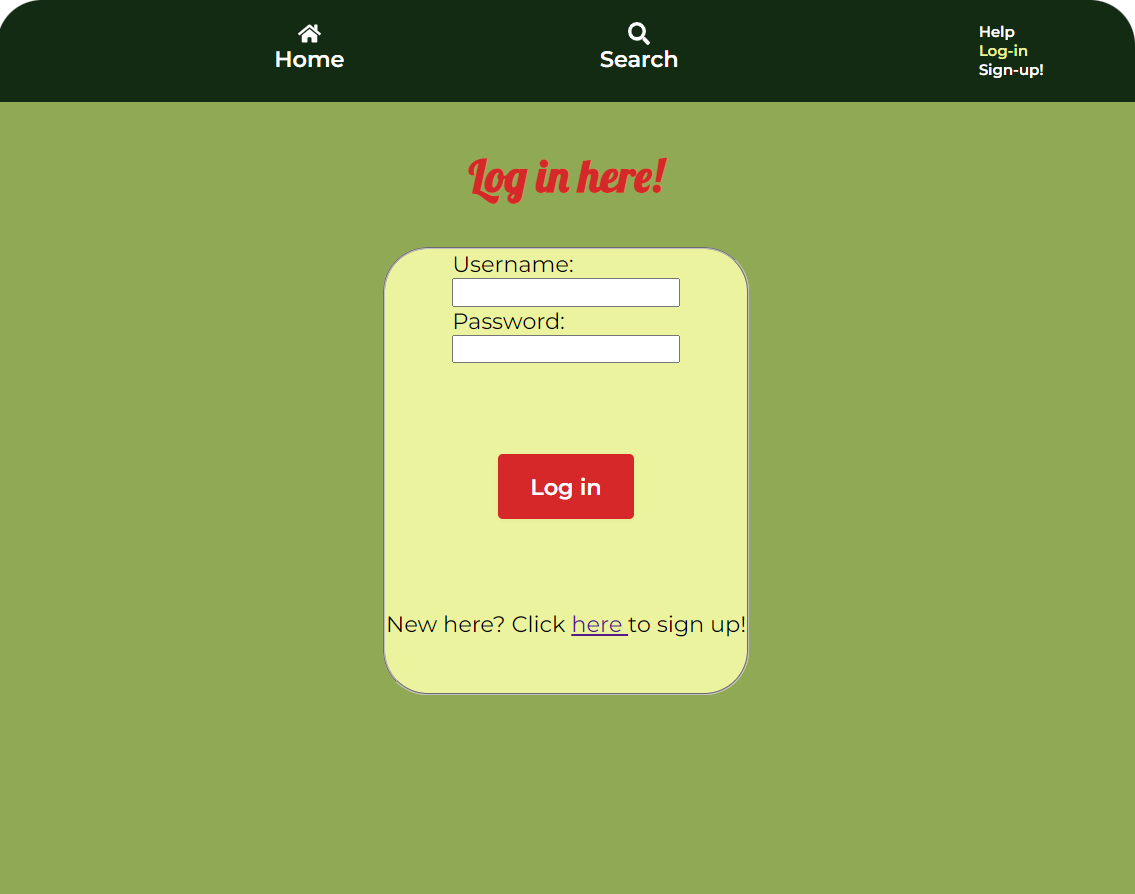 Home
Search
Help
Log-in
Sign-up!
Log in here!
Username:
Password:
Log in
New here? Click here to sign up!